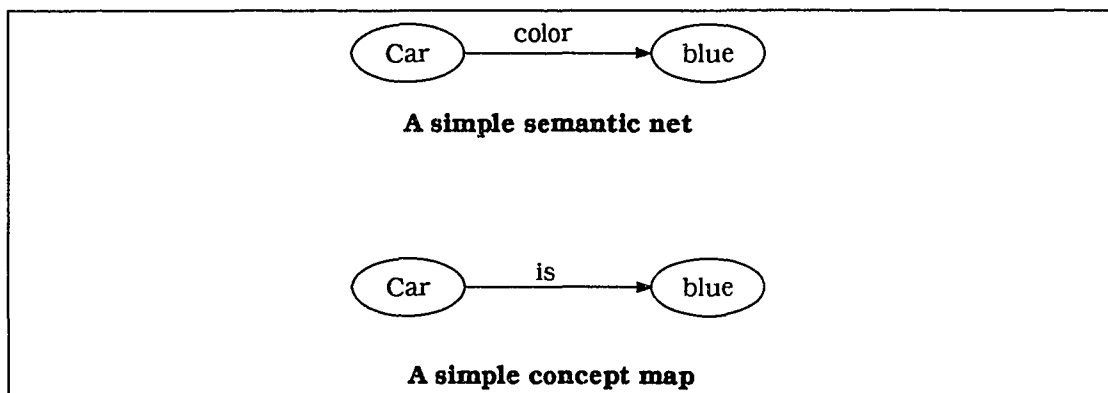 color
Car blue
A simple semantic net
is
Car blue
A simple concept map